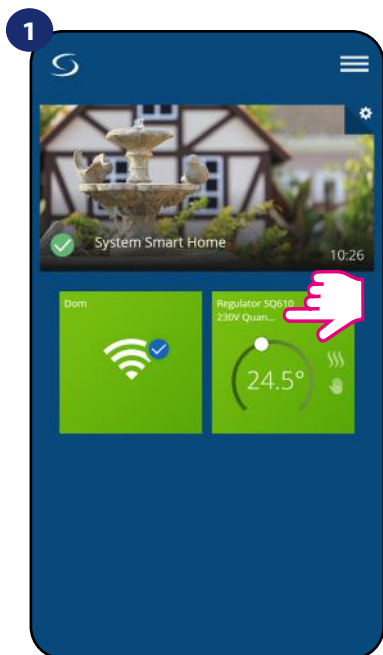 1
System Smart Home
10:26
Dom
Regulator SQ610
230V Quan...
24.5°